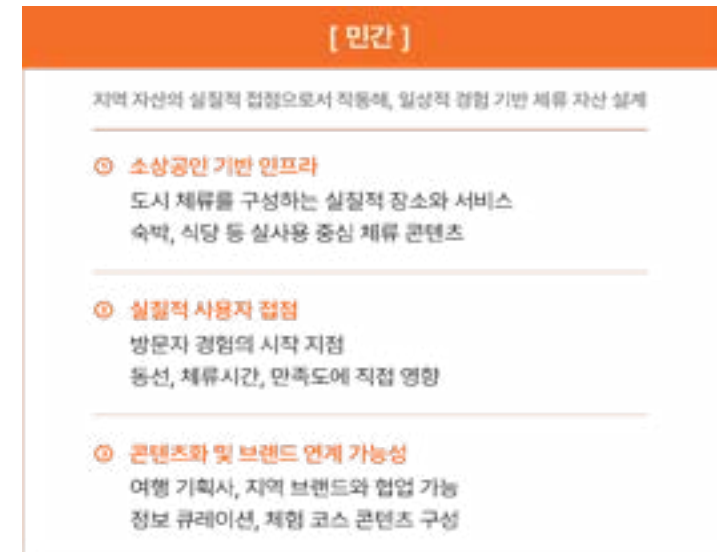 [ 민간 ]
지역 자산의 실질적 접점으로서 작동해, 일상적 경험 기반 체류 자산 설계
① 소상공인 기반 인프라
도시 체류를 구성하는 실질적 장소와 서비스
숙박, 식당 등 실사용 중심 체류 콘텐츠
② 실질적 사용자 접점
방문자 경험의 시작 지점
동선, 체류시간, 만족도에 직접 영향
③ 콘텐츠화 및 브랜드 연계 가능성
여행 기획사, 지역 브랜드와 협업 가능
정보 큐레이션, 체험 코스 콘텐츠 구성